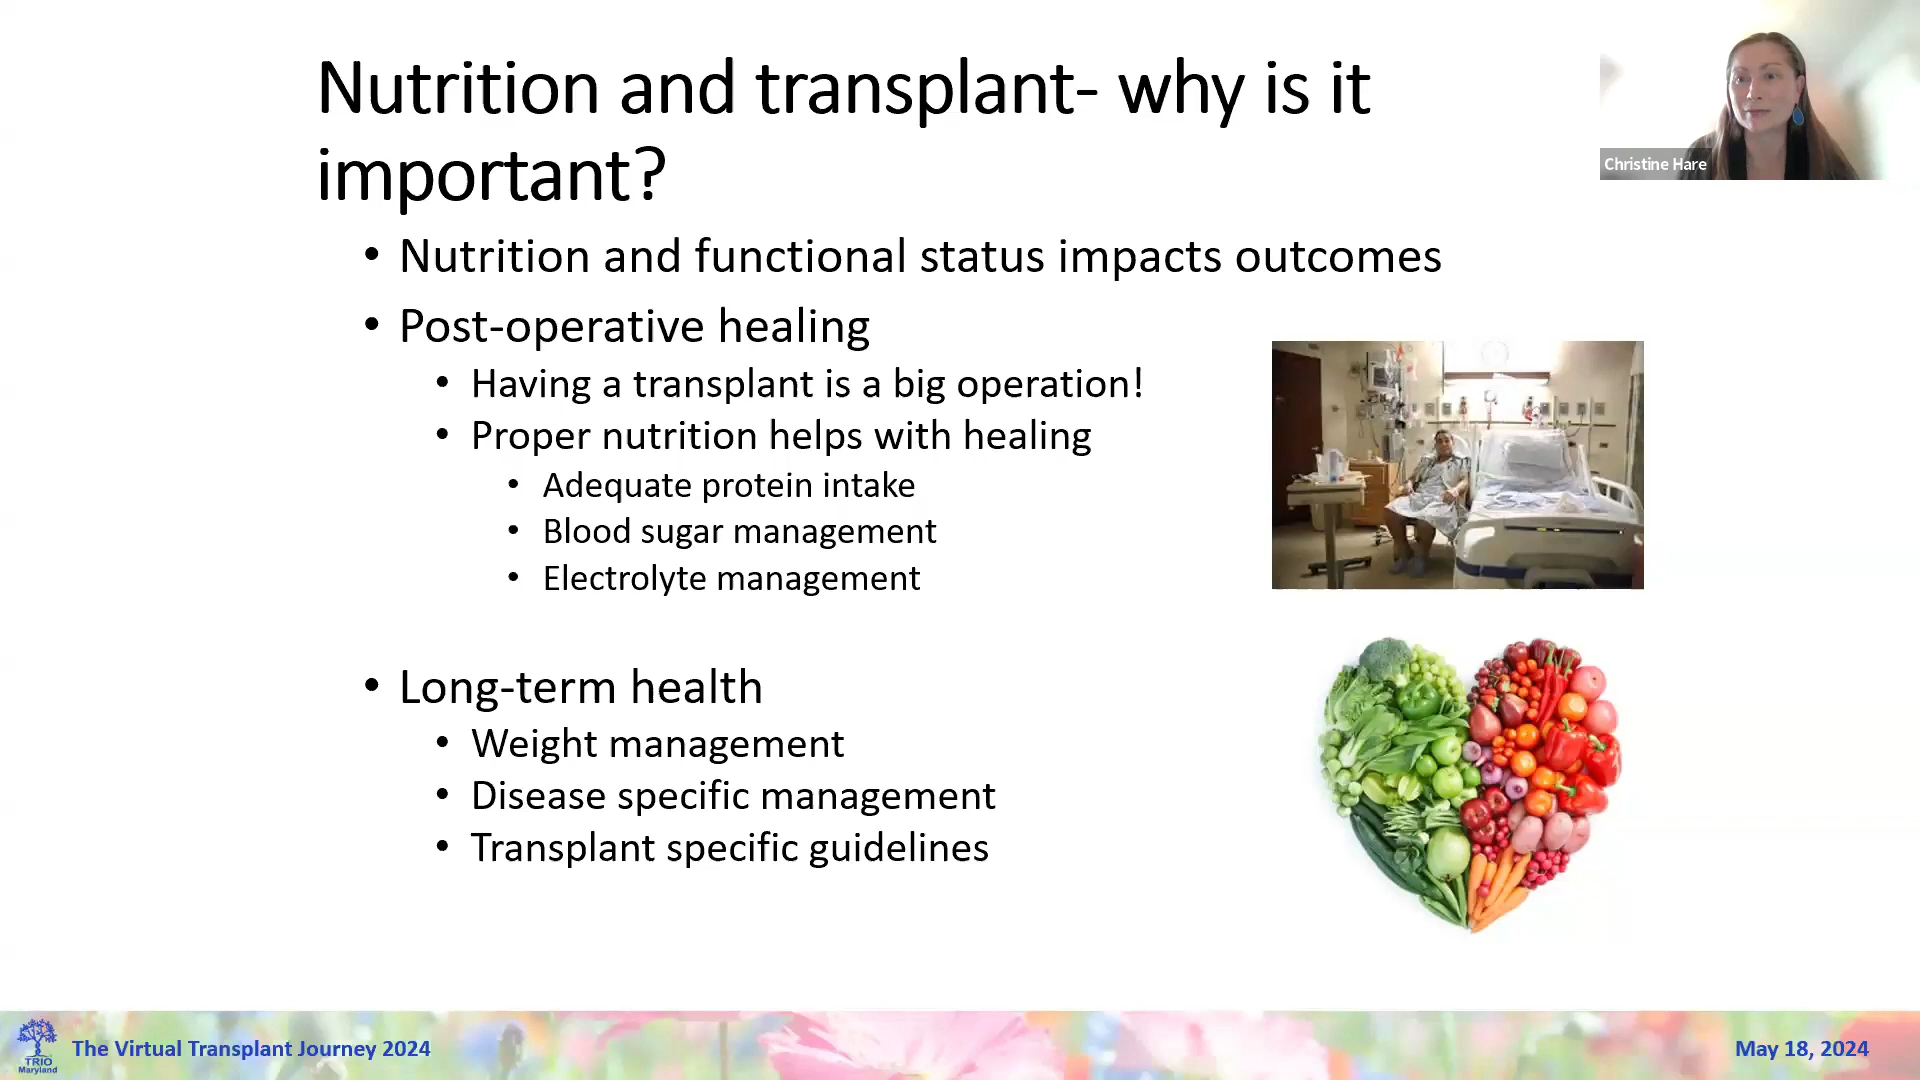 Nutrition and transplant- why is it
important?
Christine Hare
• Nutrition and functional status impacts outcomes
• Post-operative healing
• Having a transplant is a big operation!
• Proper nutrition helps with healing
• Adequate protein intake
• Blood sugar management
• Electrolyte management
• Long-term health
• Weight management
• Disease specific management
• Transplant specific guidelines
TRIO
Maryland
The Virtual Transplant Journey 2024
May 18, 2024